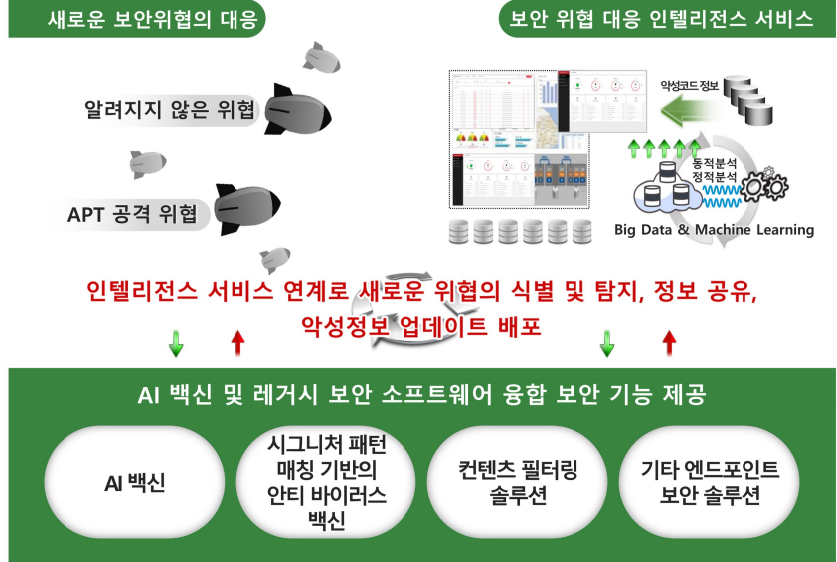 새로운 보안위협의 대응
보안 위협 대응 인텔리전스 서비스
알려지지 않은 위협
APT 공격 위협
악성코드 정보
동적분석
정적분석
Big Data & Machine Learning
인텔리전스 서비스 연계로 새로운 위협의 식별 및 탐지, 정보 공유,
악성정보 업데이트 배포
AI 백신 및 레거시 보안 소프트웨어 융합 보안 기능 제공
AI 백신
시그니처 패턴
매칭 기반의
안티 바이러스
백신
컨텐츠 필터링
솔루션
기타 엔드포인트
보안 솔루션